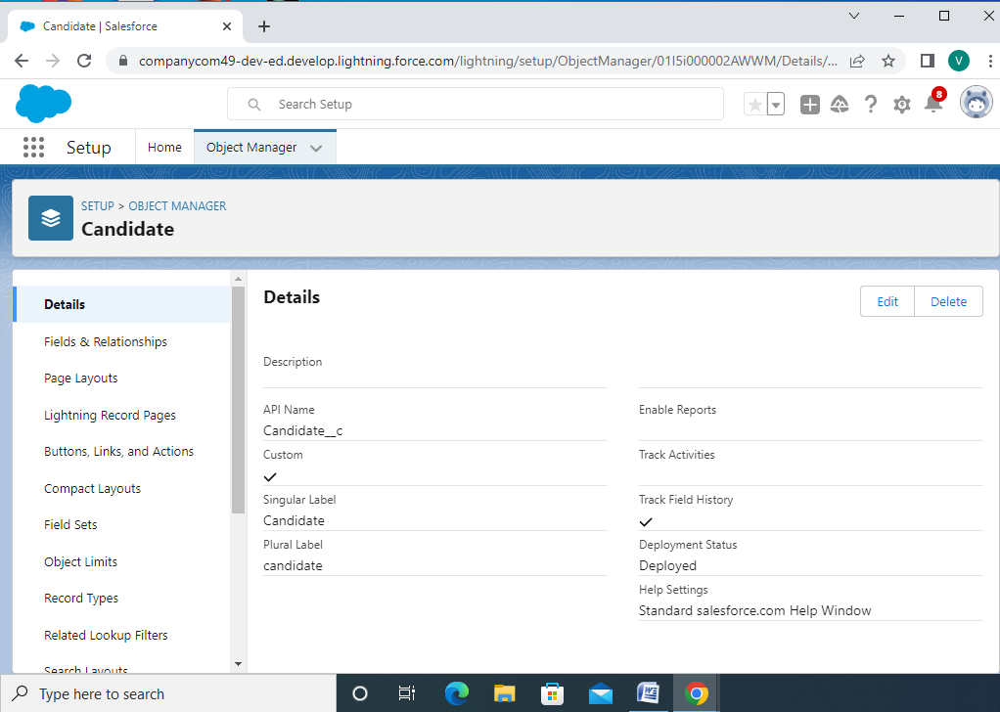 Candidate | Salesforce
companycom49-dev-ed.develop.lightning.force.com/lightning/setup/ObjectManager/01I5i000002AWWM/Details/...
V
Search Setup
8
Setup
Home
Object Manager
SETUP > OBJECT MANAGER
Candidate
Details
Fields & Relationships
Page Layouts
Lightning Record Pages
Buttons, Links, and Actions
Compact Layouts
Field Sets
Object Limits
Record Types
Related Lookup Filters
Search Layouts
Details
Edit
Delete
Description
API Name
Candidate__c
Custom
Singular Label
Candidate
Plural Label
candidate
Enable Reports
Track Activities
Track Field History
Deployment Status
Deployed
Help Settings
Standard salesforce.com Help Window
Type here to search